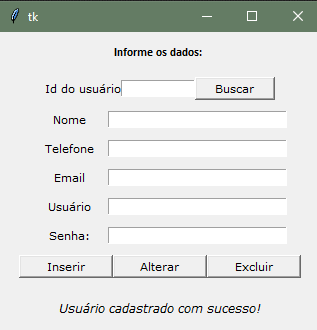 tk
Informe os dados:
Id do usuário Buscar
Nome
Telefone
Email
Usuário
Senha:
Inserir Alterar Excluir
Usuário cadastrado com sucesso!